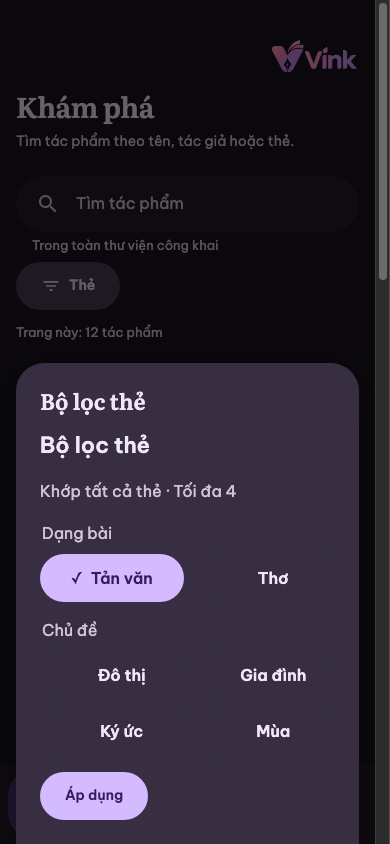 Vink
Khám phá
Tìm tác phẩm theo tên, tác giả hoặc thẻ.
Tìm tác phẩm
Trong toàn thư viện công khai
Thẻ
Trang này: 12 tác phẩm
Bộ lọc thẻ
Bộ lọc thẻ
Khớp tất cả thẻ · Tối đa 4
Dạng bài
✓ Tản văn
Thơ
Chủ đề
Đô thị
Gia đình
Ký ức
Mùa
Áp dụng